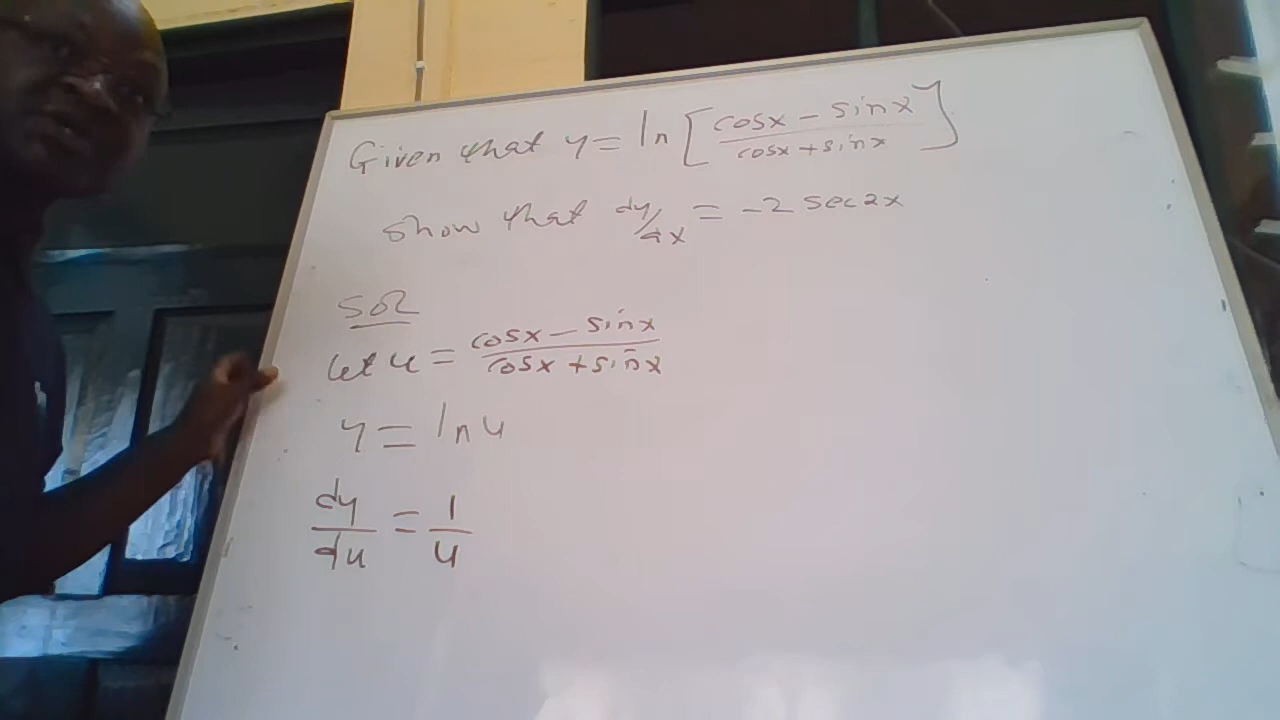 Given that y = ln [cosx - sinx / cosx + sinx]
show that dy/dx = -2 sec2x
sol
let u = cosx - sinx / cosx + sinx
y = ln u
dy/du = 1/u